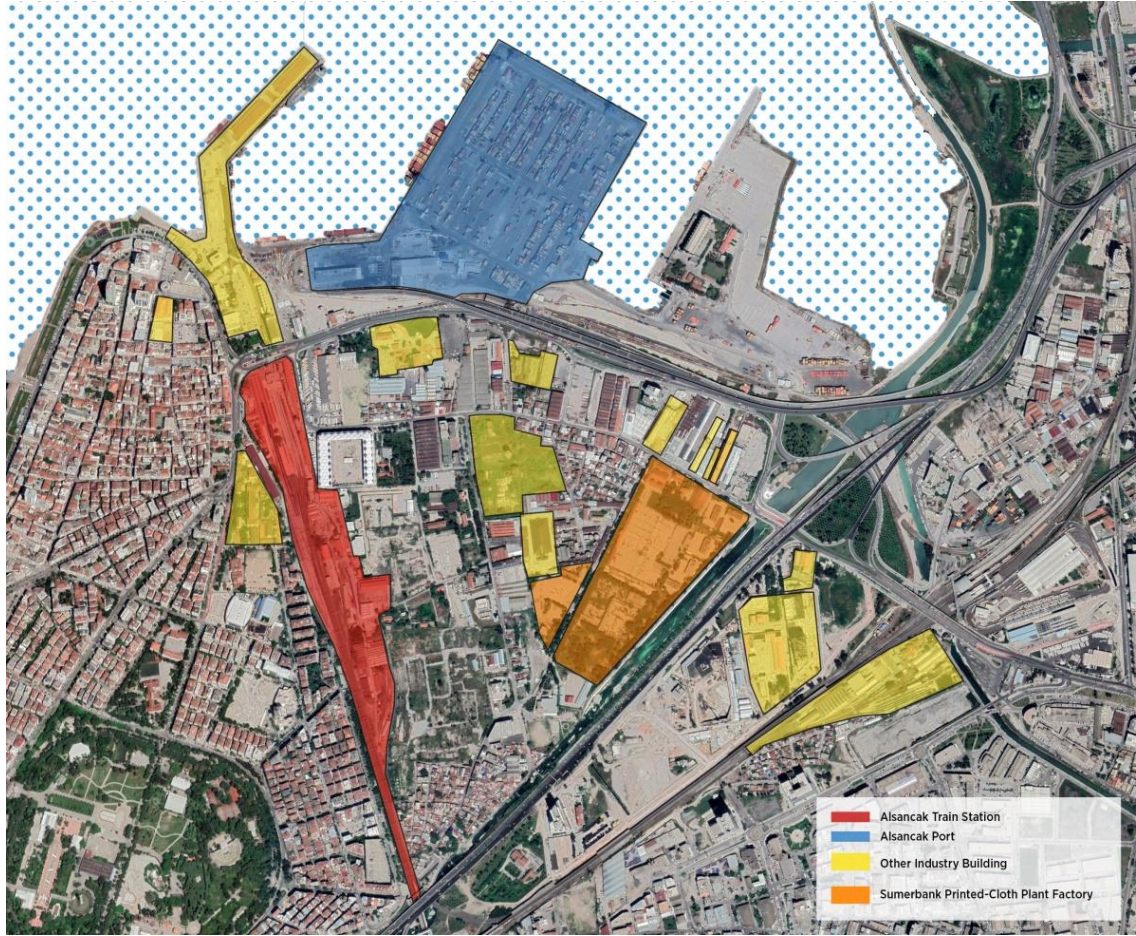 Alsancak Train Station
Alsancak Port
Other Industry Building
Sumerbank Printed-Cloth Plant Factory